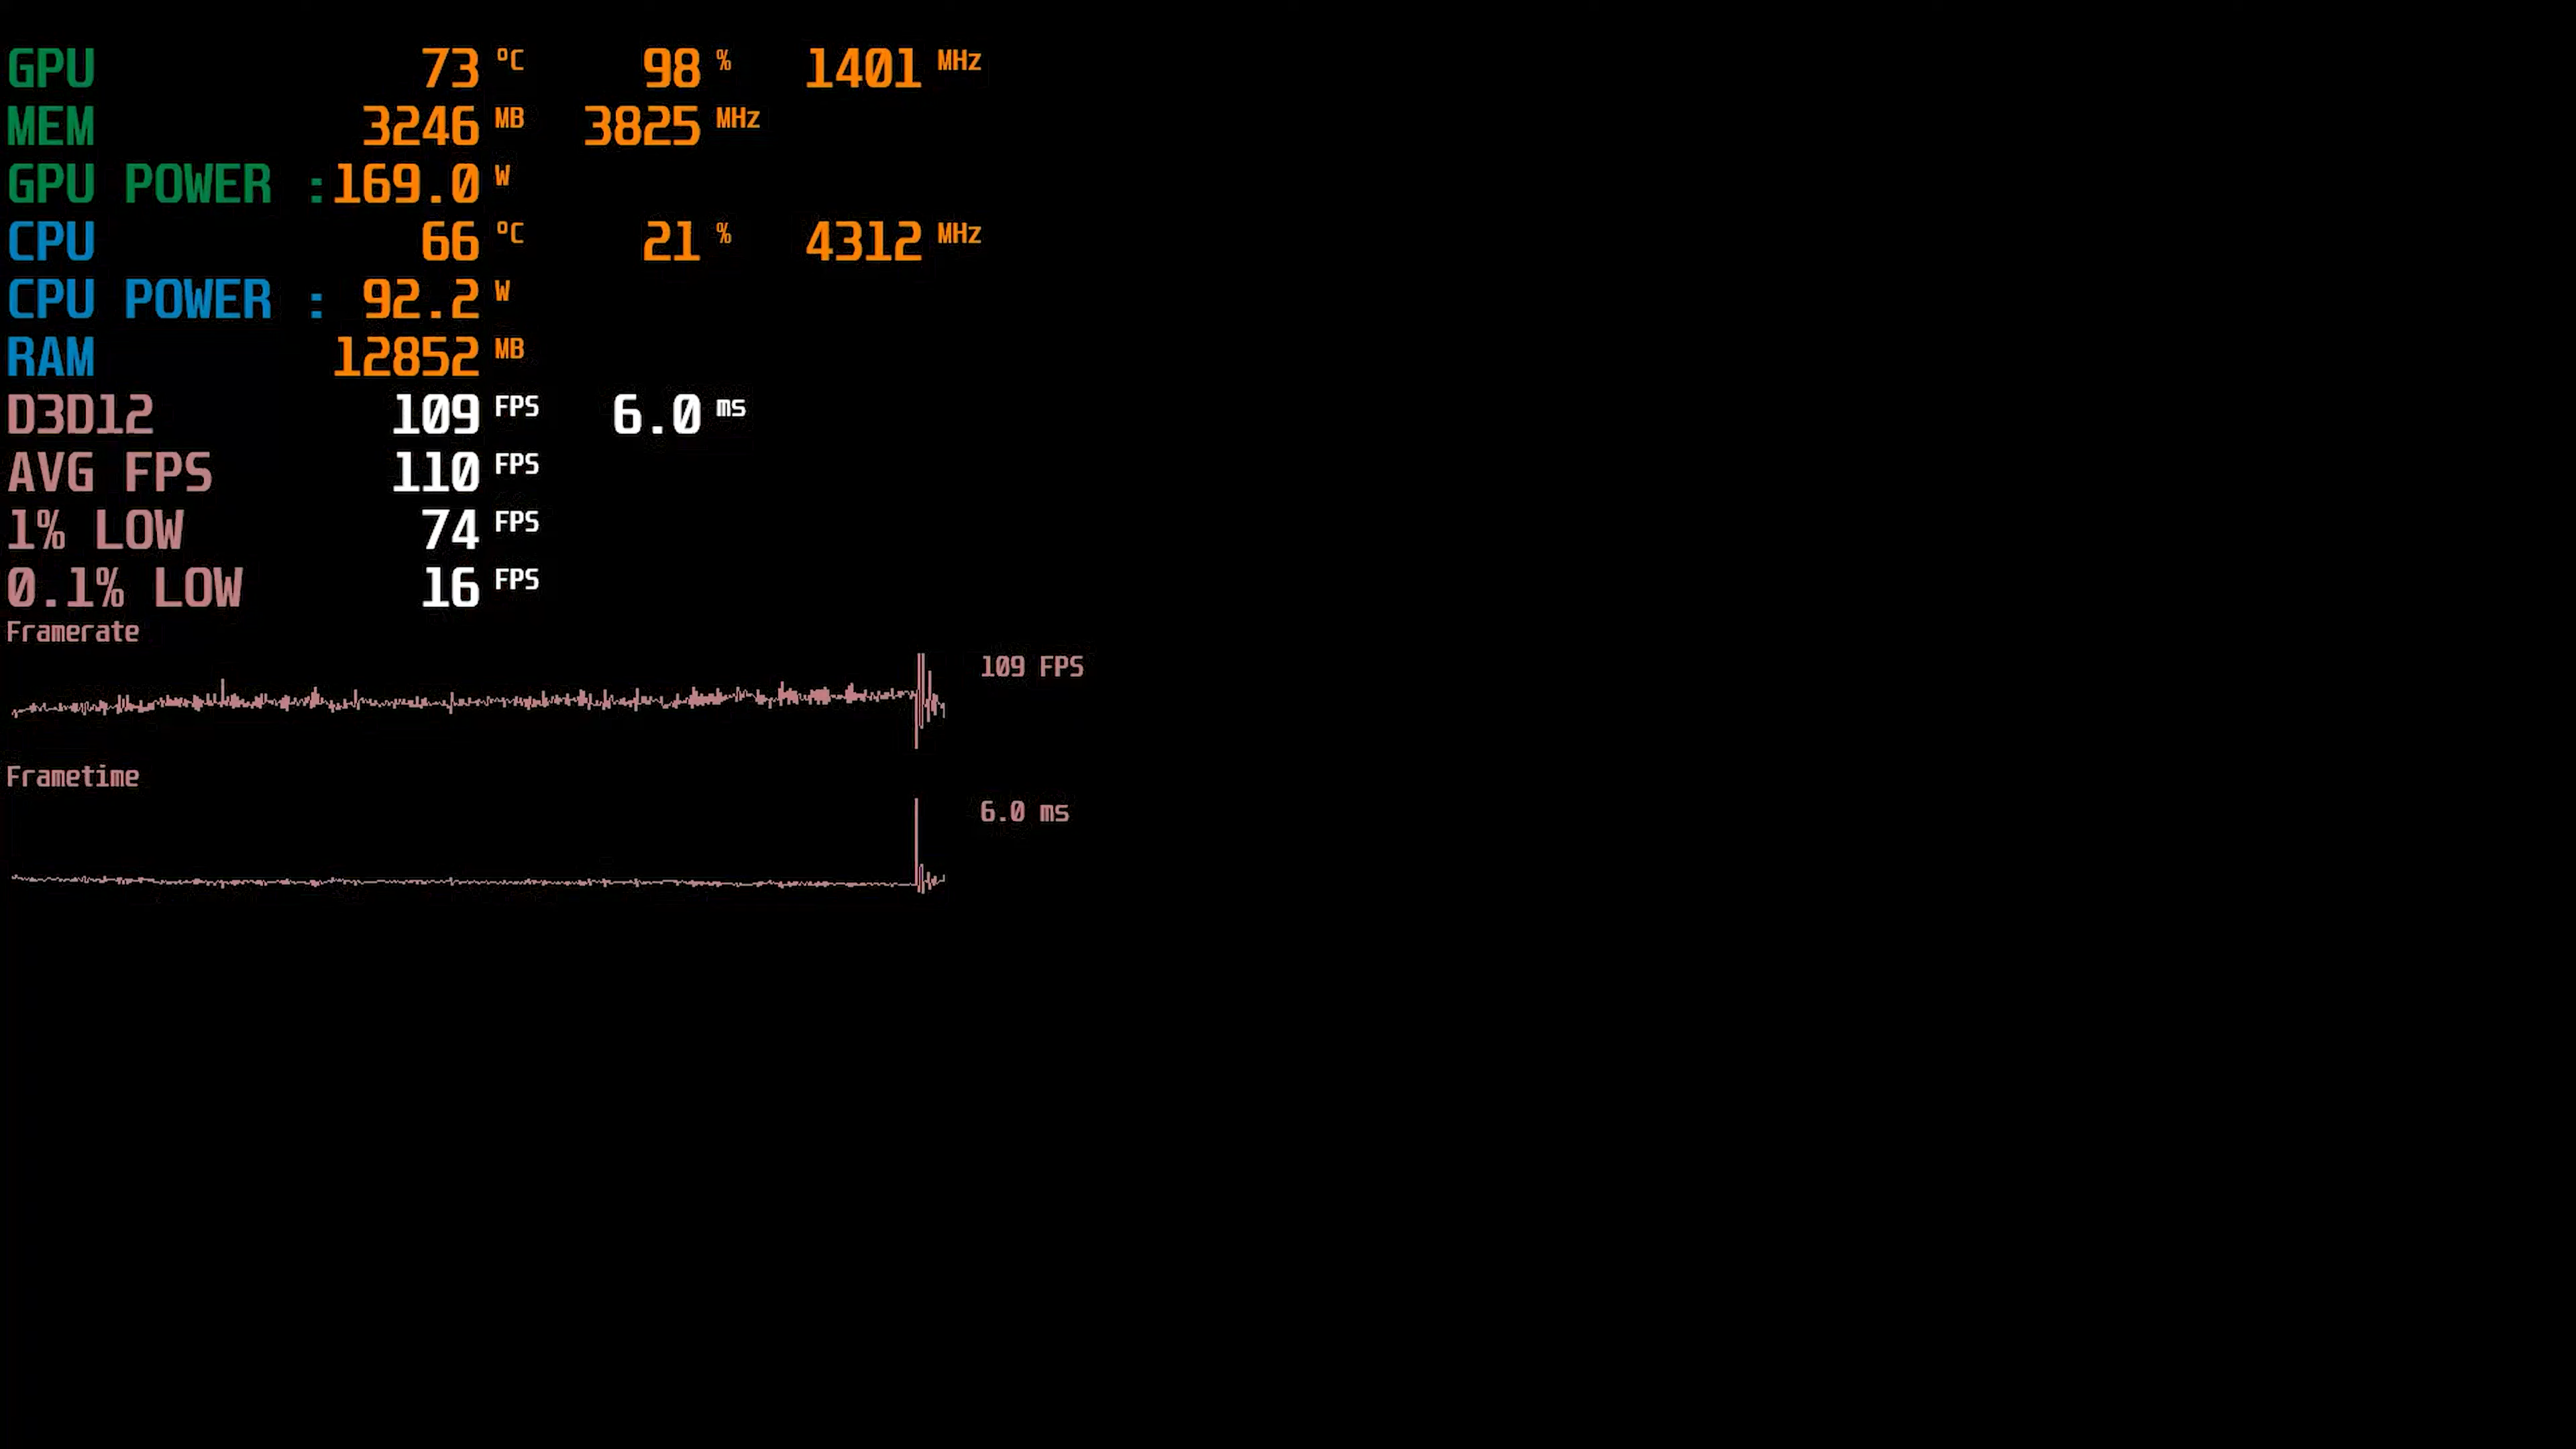 GPU 73 °C 98 % 1401 MHz
MEM 3246 MB 3825 MHz
GPU POWER :169.0 W
CPU 66 °C 21 % 4312 MHz
CPU POWER : 92.2 W
RAM 12852 MB
D3D12 109 FPS 6.0 ms
AVG FPS 110 FPS
1% LOW 74 FPS
0.1% LOW 16 FPS
Framerate
109 FPS
Frametime
6.0 ms